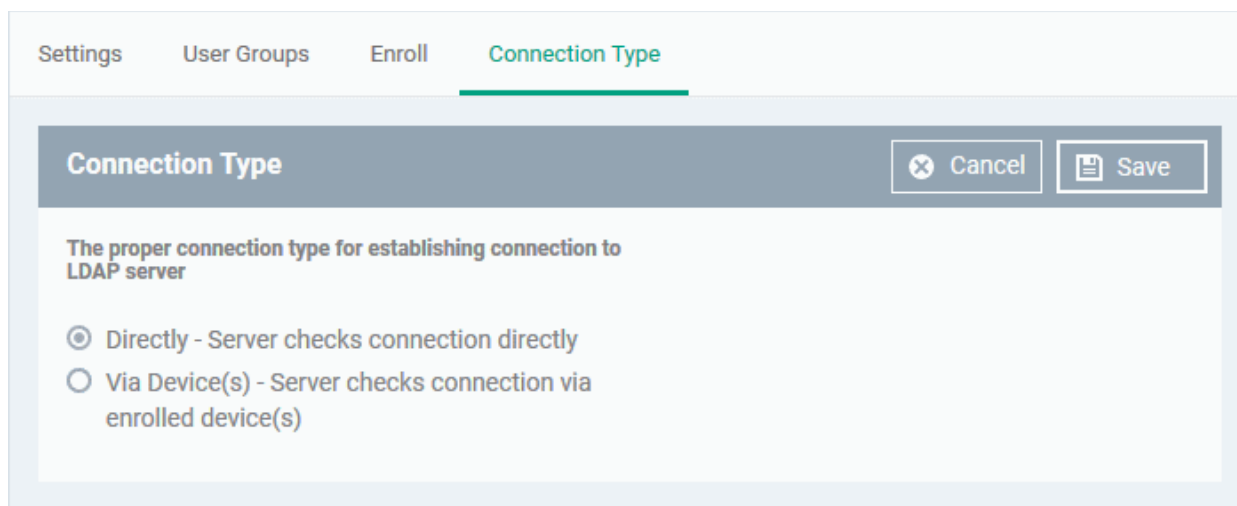 Settings User Groups Enroll Connection Type
Connection Type Cancel Save
The proper connection type for establishing connection to
LDAP server
Directly - Server checks connection directly
Via Device(s) - Server checks connection via
enrolled device(s)